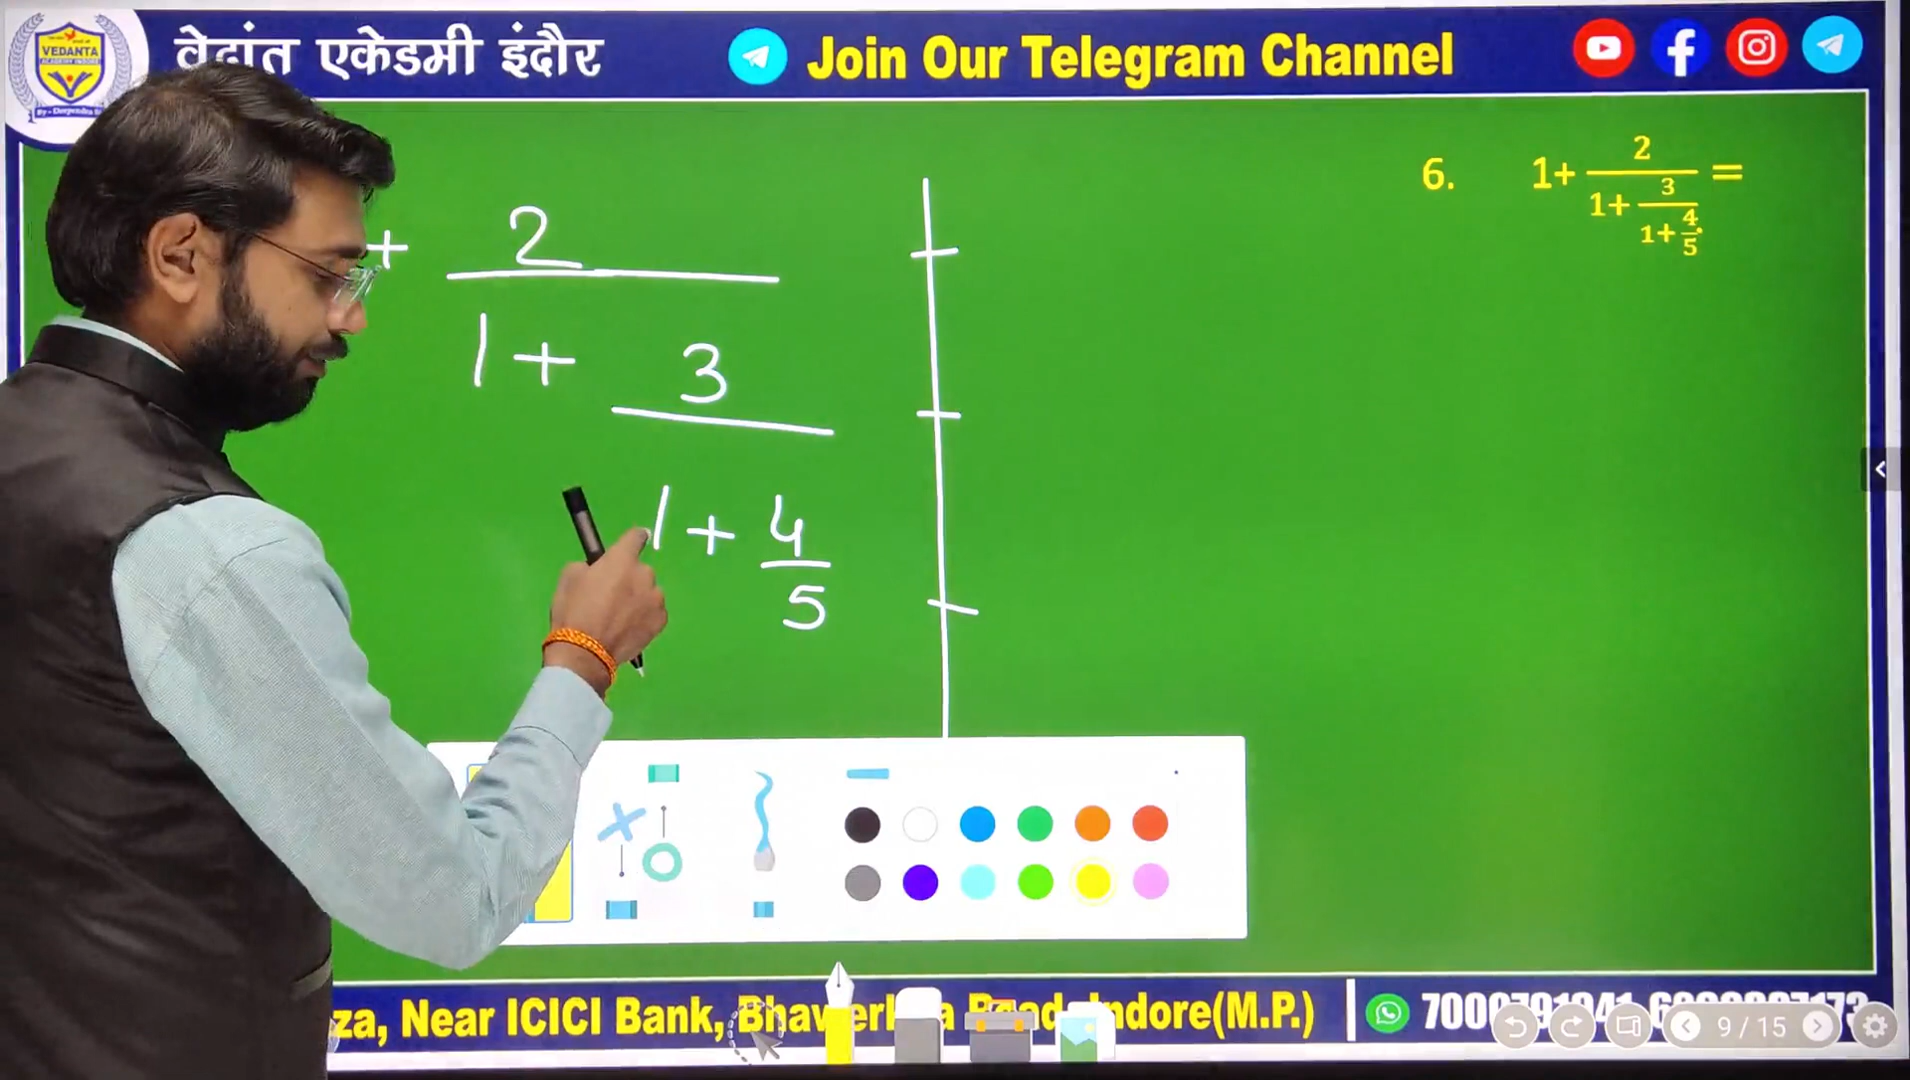 वेदांत एकेडमी इंदौर
Join Our Telegram Channel
VEDANTA
6. 1+ 2/(1+ 3/(1+ 4/5)) =
+ 2
1 + 3
1 + 4
5
za, Near ICICI Bank, Indore(M.P.)
9 / 15